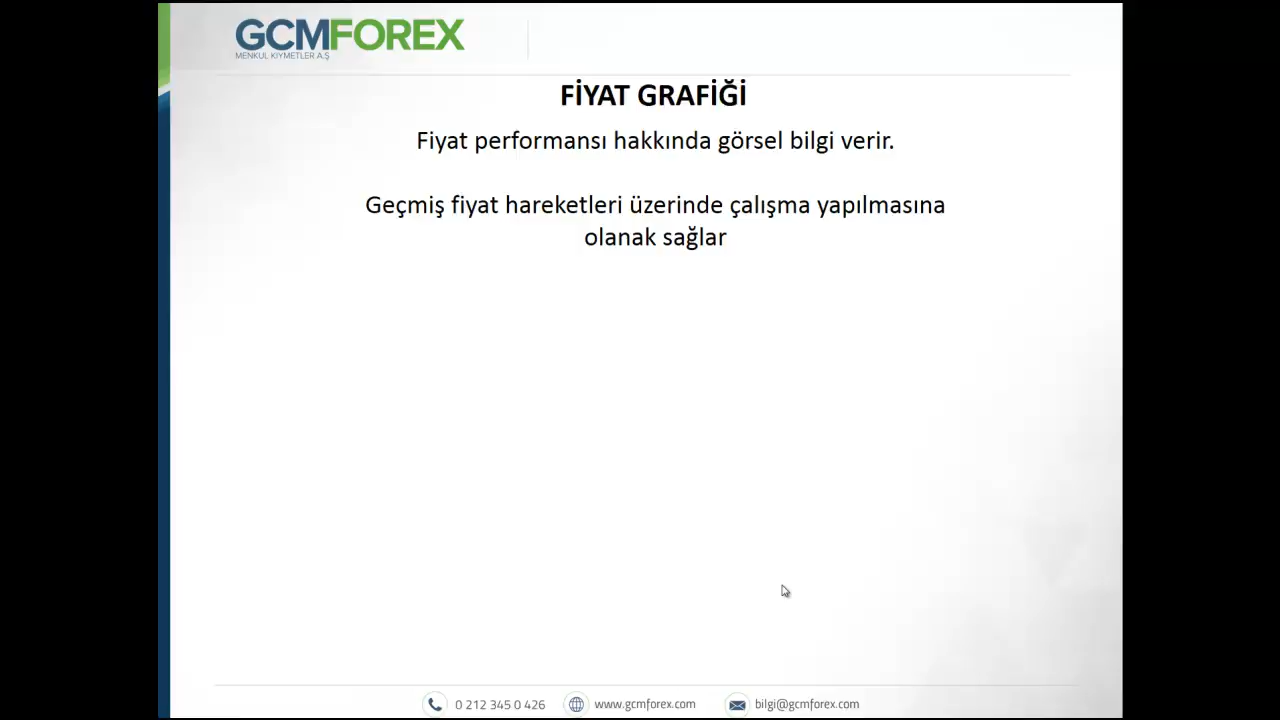 GCMFOREX
MENKUL KIYMETLER A.Ş
FİYAT GRAFİĞİ
Fiyat performansı hakkında görsel bilgi verir.
Geçmiş fiyat hareketleri üzerinde çalışma yapılmasına
olanak sağlar
0 212 345 0 426 www.gcmforex.com bilgi@gcmforex.com